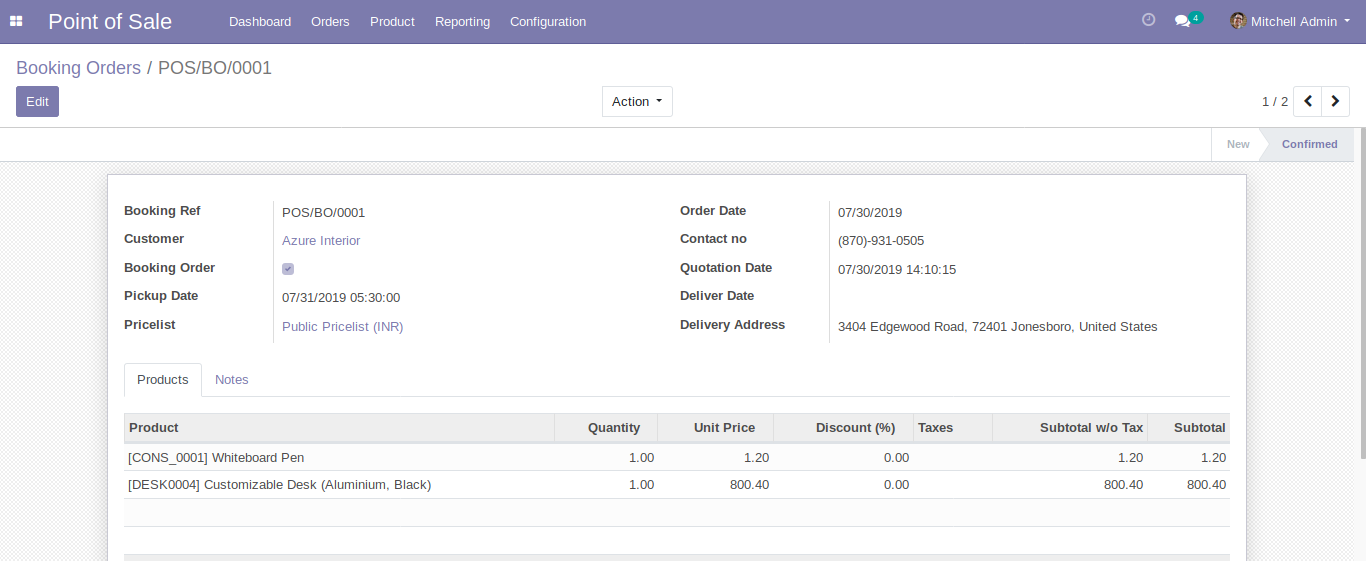 Point of Sale Dashboard Orders Product Reporting Configuration 4 Mitchell Admin
Booking Orders / POS/BO/0001
Edit Action 1 / 2
New Confirmed
Booking Ref POS/BO/0001 Order Date 07/30/2019
Customer Azure Interior Contact no (870)-931-0505
Booking Order Quotation Date 07/30/2019 14:10:15
Pickup Date 07/31/2019 05:30:00 Deliver Date
Pricelist Public Pricelist (INR) Delivery Address 3404 Edgewood Road, 72401 Jonesboro, United States
Products Notes
Product Quantity Unit Price Discount (%) Taxes Subtotal w/o Tax Subtotal
[CONS_0001] Whiteboard Pen 1.00 1.20 0.00 1.20 1.20
[DESK0004] Customizable Desk (Aluminium, Black) 1.00 800.40 0.00 800.40 800.40